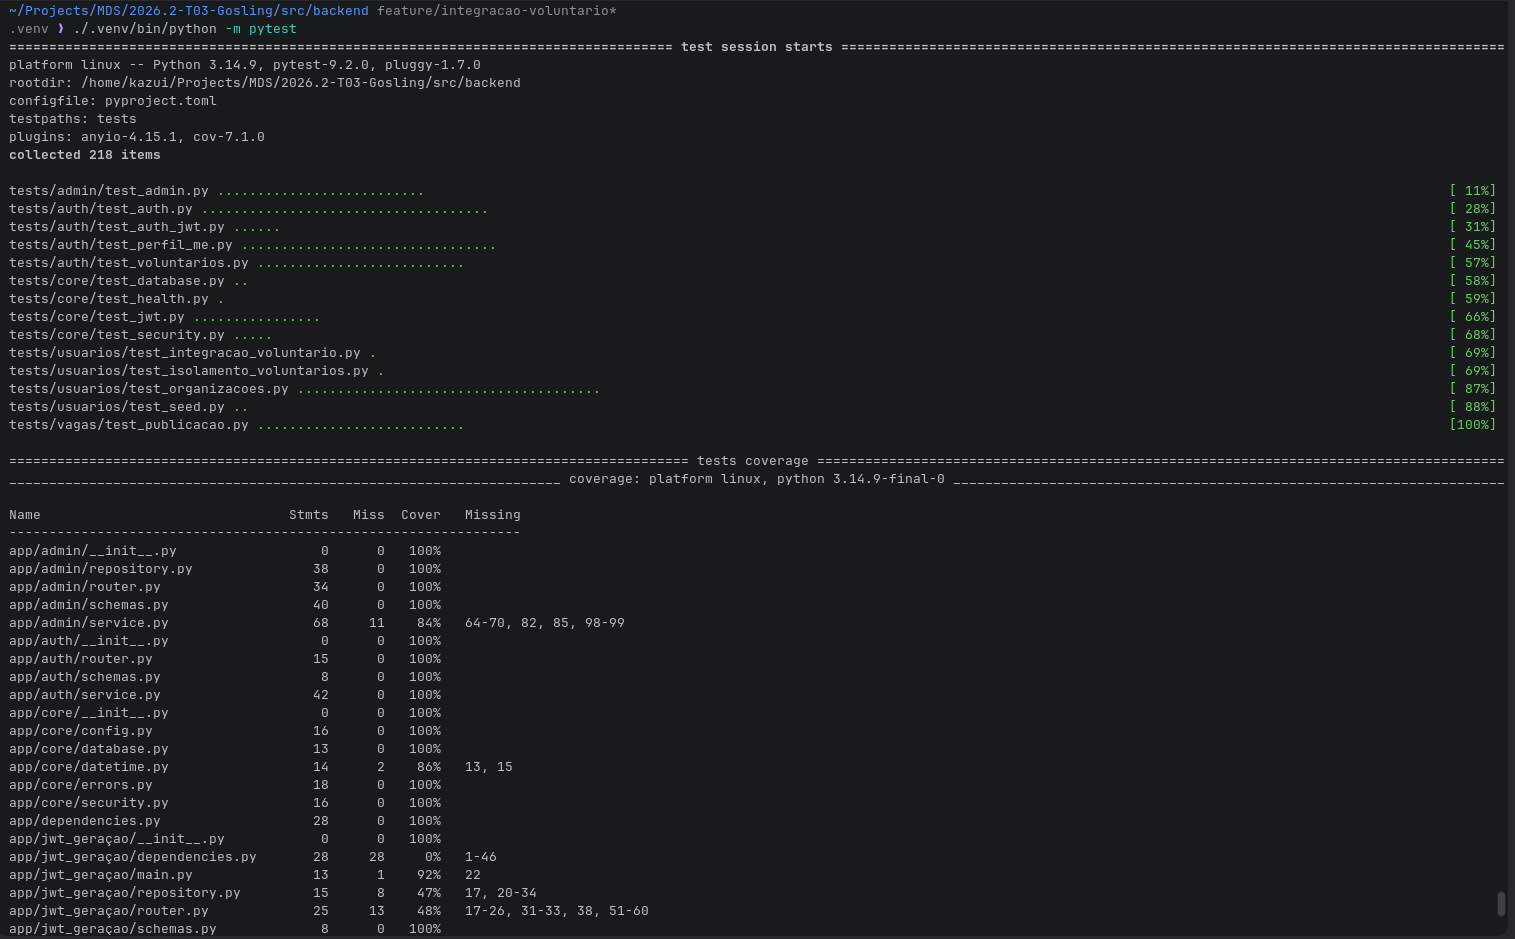 ~/Projects/MDS/2026.2-T03-Gosling/src/backend feature/integracao-voluntario*
.venv ❯ ./.venv/bin/python -m pytest
=================================================================================== test session starts ===================================================================================
platform linux -- Python 3.14.9, pytest-9.2.0, pluggy-1.7.0
rootdir: /home/kazui/Projects/MDS/2026.2-T03-Gosling/src/backend
configfile: pyproject.toml
testpaths: tests
plugins: anyio-4.15.1, cov-7.1.0
collected 218 items
tests/admin/test_admin.py .......................... [ 11%]
tests/auth/test_auth.py .................................... [ 28%]
tests/auth/test_auth_jwt.py ...... [ 31%]
tests/auth/test_perfil_me.py ................................ [ 45%]
tests/auth/test_voluntarios.py .......................... [ 57%]
tests/core/test_database.py .. [ 58%]
tests/core/test_health.py . [ 59%]
tests/core/test_jwt.py ................ [ 66%]
tests/core/test_security.py ..... [ 68%]
tests/usuarios/test_integracao_voluntario.py . [ 69%]
tests/usuarios/test_isolamento_voluntarios.py . [ 69%]
tests/usuarios/test_organizacoes.py ...................................... [ 87%]
tests/usuarios/test_seed.py .. [ 88%]
tests/vagas/test_publicacao.py .......................... [100%]
===================================================================================== tests coverage ======================================================================================
_____________________________________________________________________ coverage: platform linux, python 3.14.9-final-0 _____________________________________________________________________
Name Stmts Miss Cover Missing
----------------------------------------------------------------
app/admin/__init__.py 0 0 100%
app/admin/repository.py 38 0 100%
app/admin/router.py 34 0 100%
app/admin/schemas.py 40 0 100%
app/admin/service.py 68 11 84% 64-70, 82, 85, 98-99
app/auth/__init__.py 0 0 100%
app/auth/router.py 15 0 100%
app/auth/schemas.py 8 0 100%
app/auth/service.py 42 0 100%
app/core/__init__.py 0 0 100%
app/core/config.py 16 0 100%
app/core/database.py 13 0 100%
app/core/datetime.py 14 2 86% 13, 15
app/core/errors.py 18 0 100%
app/core/security.py 16 0 100%
app/dependencies.py 28 0 100%
app/jwt_geraçao/__init__.py 0 0 100%
app/jwt_geraçao/dependencies.py 28 28 0% 1-46
app/jwt_geraçao/main.py 13 1 92% 22
app/jwt_geraçao/repository.py 15 8 47% 17, 20-34
app/jwt_geraçao/router.py 25 13 48% 17-26, 31-33, 38, 51-60
app/jwt_geraçao/schemas.py 8 0 100%